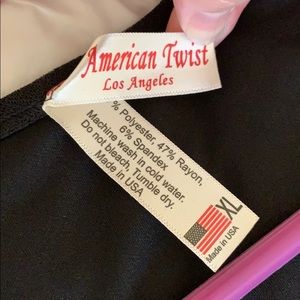 American Twist
Los Angeles
% Polyester. 47% Rayon,
6% Spandex
Machine wash in cold water.
Do not bleach, Tumble dry.
Made in USA
XL
Made in USA